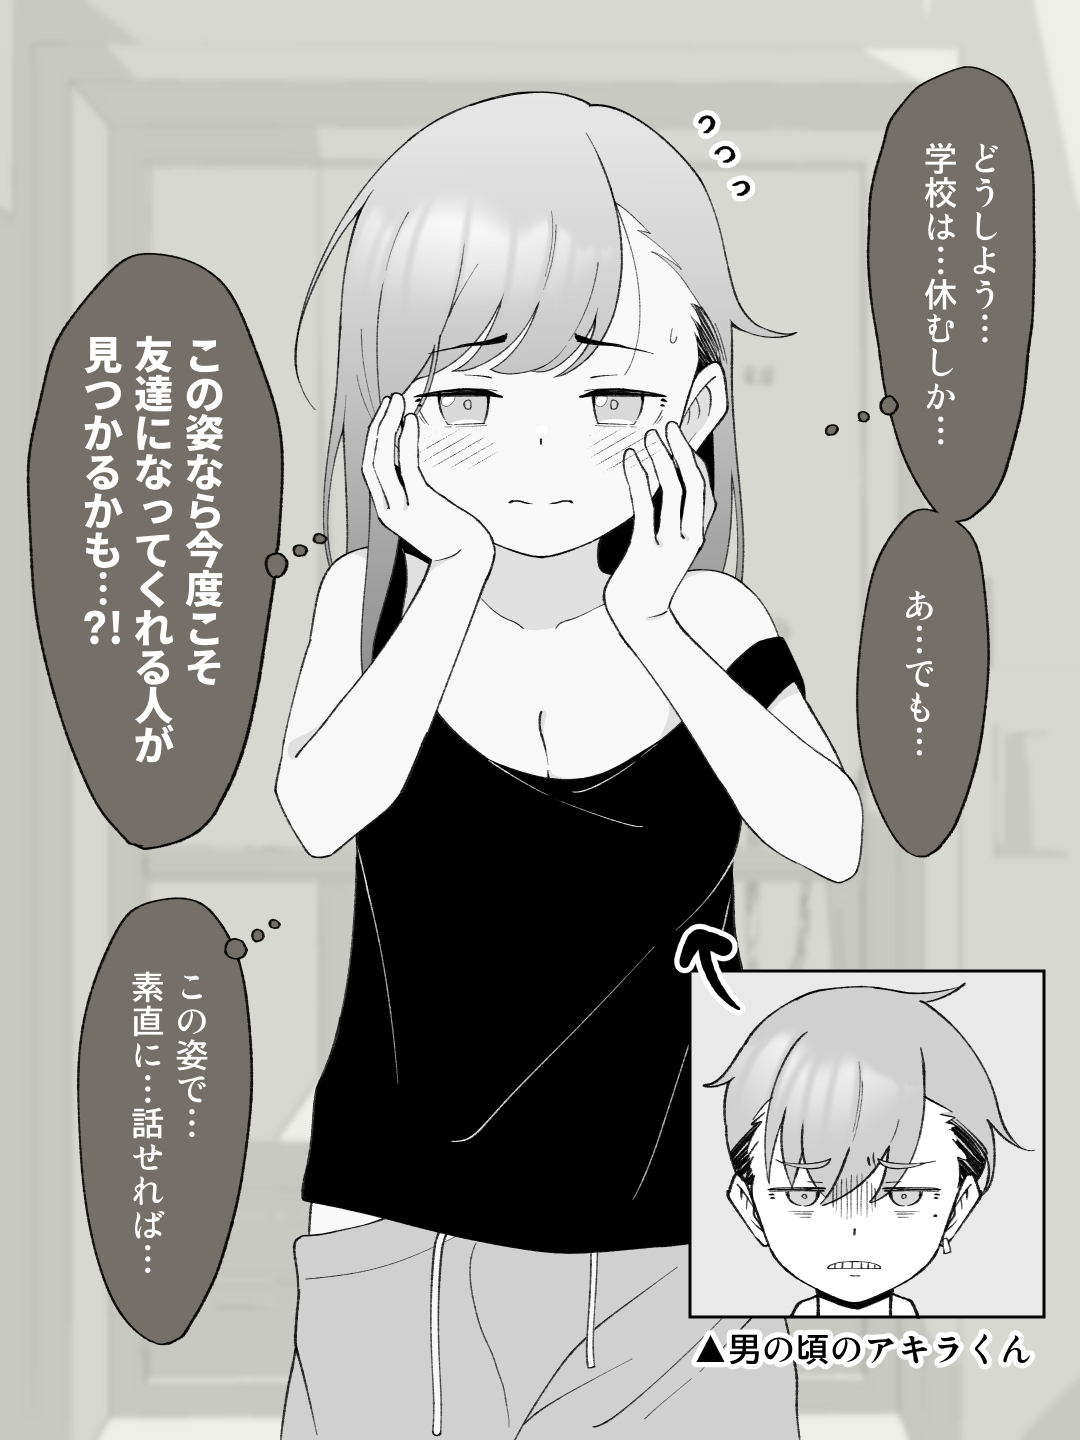 どうしよう…
学校は…休むしか…
あ…でも…
この姿なら今度こそ
友達になってくれる人が
見つかるかも…?!
この姿で…
素直に…話せれば…
っっっ
▲男の頃のアキラくん